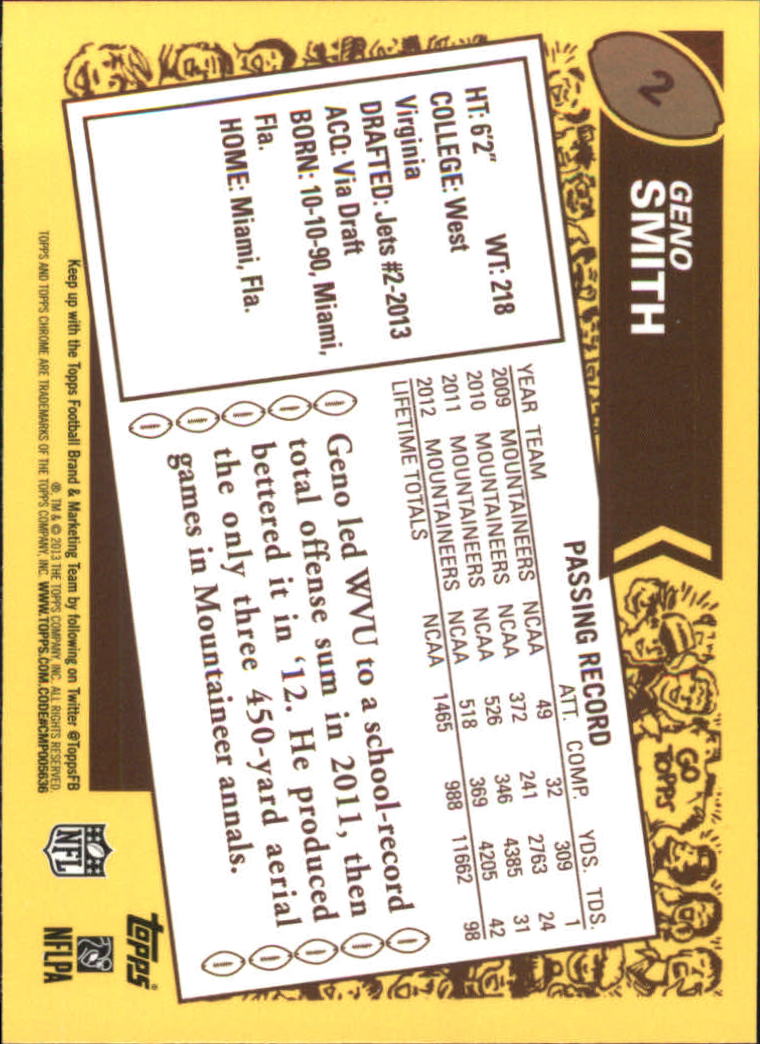 2
GENO
SMITH
HT: 6'2" WT: 218
COLLEGE: West
Virginia
DRAFTED: Jets #2-2013
ACQ: Via Draft
BORN: 10-10-90, Miami,
Fla.
HOME: Miami, Fla.
PASSING RECORD
YEAR TEAM ATT. COMP. YDS. TDS.
2009 MOUNTAINEERS NCAA 49 32 309 1
2010 MOUNTAINEERS NCAA 372 241 2763 24
2011 MOUNTAINEERS NCAA 526 346 4385 31
2012 MOUNTAINEERS NCAA 518 369 4205 42
LIFETIME TOTALS NCAA 1465 988 11662 98
Geno led WVU to a school-record
total offense sum in 2011, then
bettered it in ‘12. He produced
the only three 450-yard aerial
games in Mountaineer annals.
GO
TOPPS
Keep up with the Topps Football Brand & Marketing Team by following on Twitter @ToppsFB
®, TM & © 2013 THE TOPPS COMPANY, INC. ALL RIGHTS RESERVED.
TOPPS AND TOPPS CHROME ARE TRADEMARKS OF THE TOPPS COMPANY, INC. WWW.TOPPS.COM. CODE#CMP005636
NFL
topps®
NFLPA